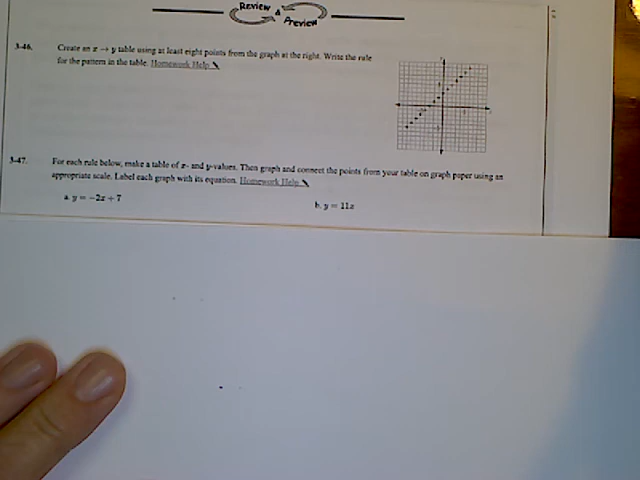 Review & Preview
3-46. Create an x → y table using at least eight points from the graph at the right. Write the rule
for the pattern in the table. Homework Help
3-47. For each rule below, make a table of x- and y-values. Then graph and connect the points from your table on graph paper using an
appropriate scale. Label each graph with its equation. Homework Help
a. y = −2x + 7 b. y = 11x